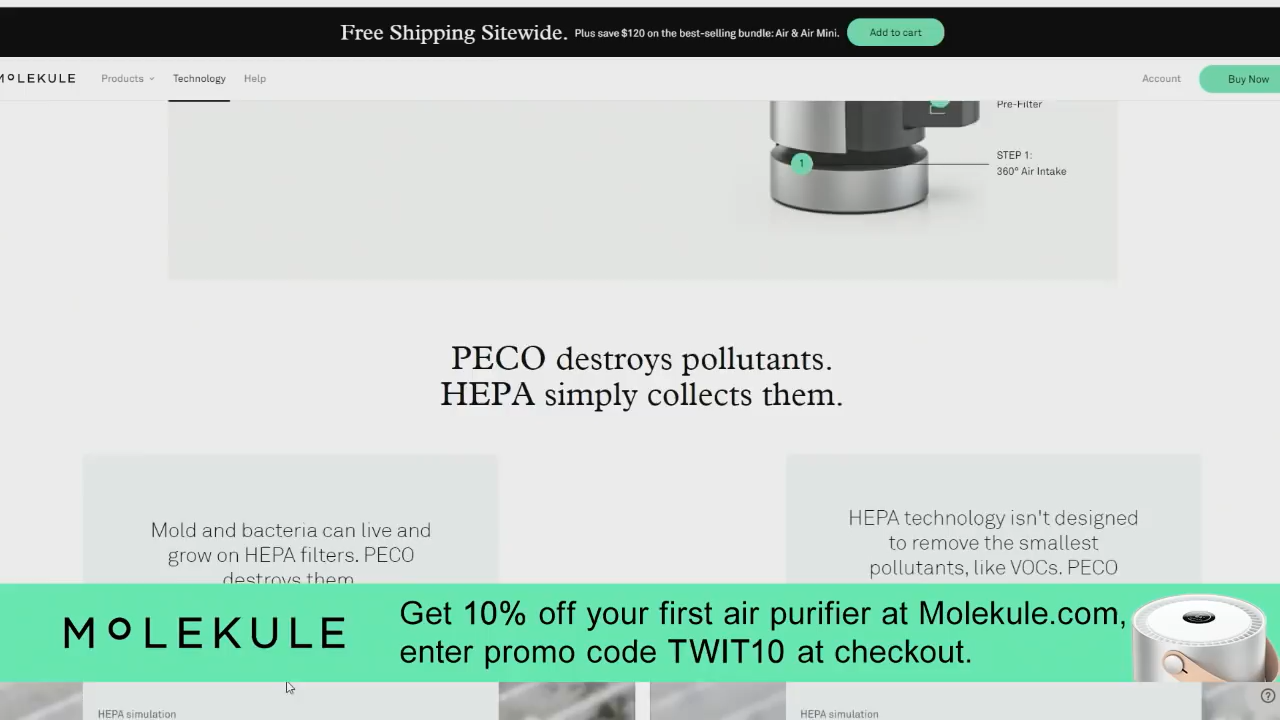 Free Shipping Sitewide. Plus save $120 on the best-selling bundle: Air & Air Mini. Add to cart
MOLEKULE Products Technology Help Account Buy Now
Pre-Filter
1
STEP 1:
360° Air Intake
PECO destroys pollutants.
HEPA simply collects them.
Mold and bacteria can live and
grow on HEPA filters. PECO
destroys them
HEPA technology isn't designed
to remove the smallest
pollutants, like VOCs. PECO
MOLEKULE
Get 10% off your first air purifier at Molekule.com,
enter promo code TWIT10 at checkout.
HEPA simulation
HEPA simulation